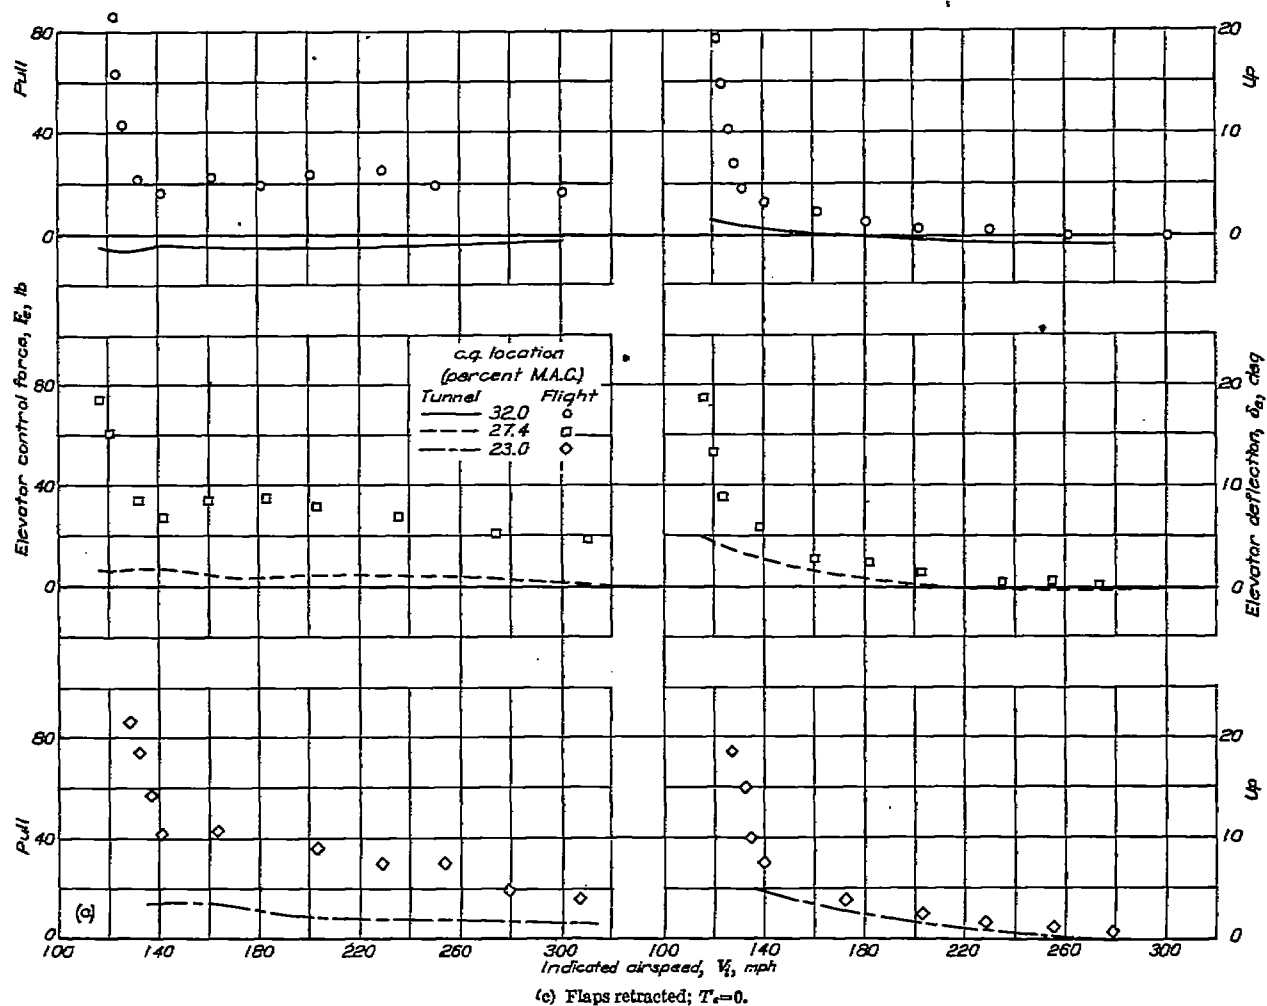 80
40
0
Pull
20
10
0
Up
c.g. location
(percent M.A.C.)
Tunnel Flight
32.0
27.4
23.0
80
40
0
Elevator control force, Fe, lb
20
10
0
Elevator deflection, δe, deg
80
40
0
Pull
(a)
20
10
0
Up
100 140 180 220 260 300
100 140 180 220 260 300
Indicated airspeed, Vi, mph
(c) Flaps retracted; Tc=0.